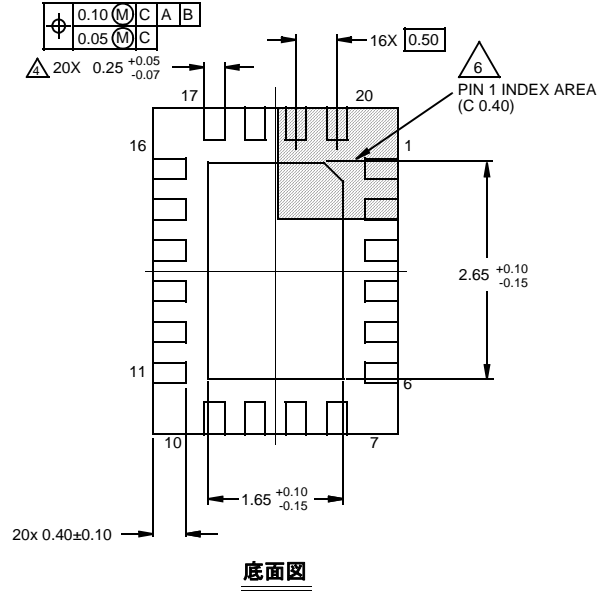 0.10 Ⓜ C A B
0.05 Ⓜ C
4 20X 0.25 +0.05 -0.07
16X 0.50
6
PIN 1 INDEX AREA
(C 0.40)
17
20
16
1
2.65 +0.10 -0.15
11
6
10
7
1.65 +0.10 -0.15
20x 0.40±0.10
底面図